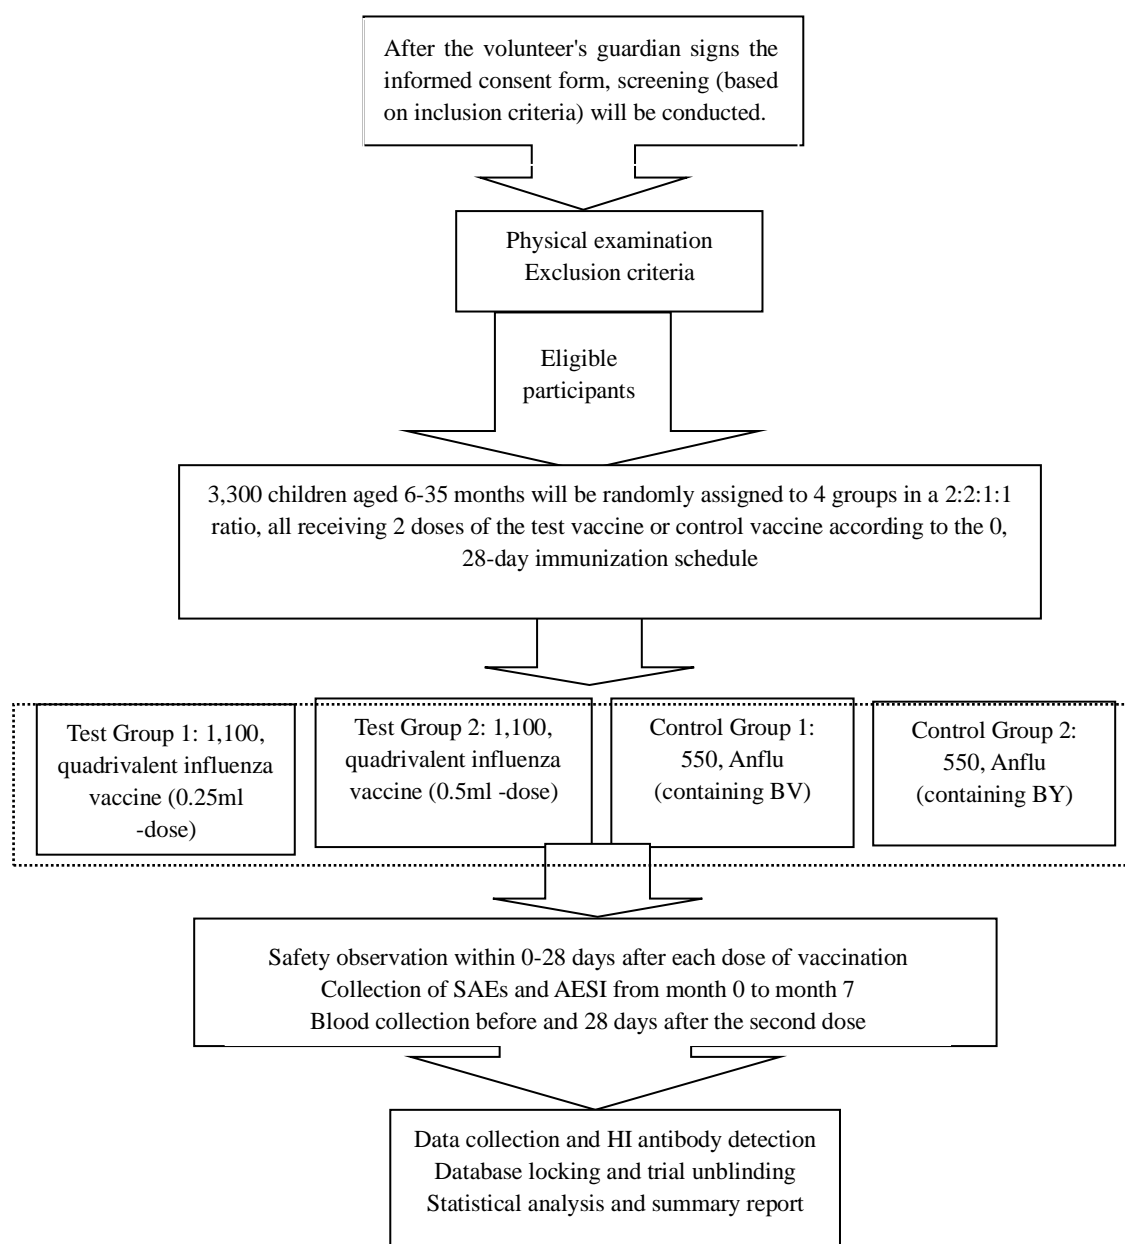 After the volunteer's guardian signs the
informed consent form, screening (based
on inclusion criteria) will be conducted.
Physical examination
Exclusion criteria
Eligible
participants
3,300 children aged 6-35 months will be randomly assigned to 4 groups in a 2:2:1:1
ratio, all receiving 2 doses of the test vaccine or control vaccine according to the 0,
28-day immunization schedule
Test Group 1: 1,100,
quadrivalent influenza
vaccine (0.25ml
-dose)
Test Group 2: 1,100,
quadrivalent influenza
vaccine (0.5ml -dose)
Control Group 1:
550, Anflu
(containing BV)
Control Group 2:
550, Anflu
(containing BY)
Safety observation within 0-28 days after each dose of vaccination
Collection of SAEs and AESI from month 0 to month 7
Blood collection before and 28 days after the second dose
Data collection and HI antibody detection
Database locking and trial unblinding
Statistical analysis and summary report